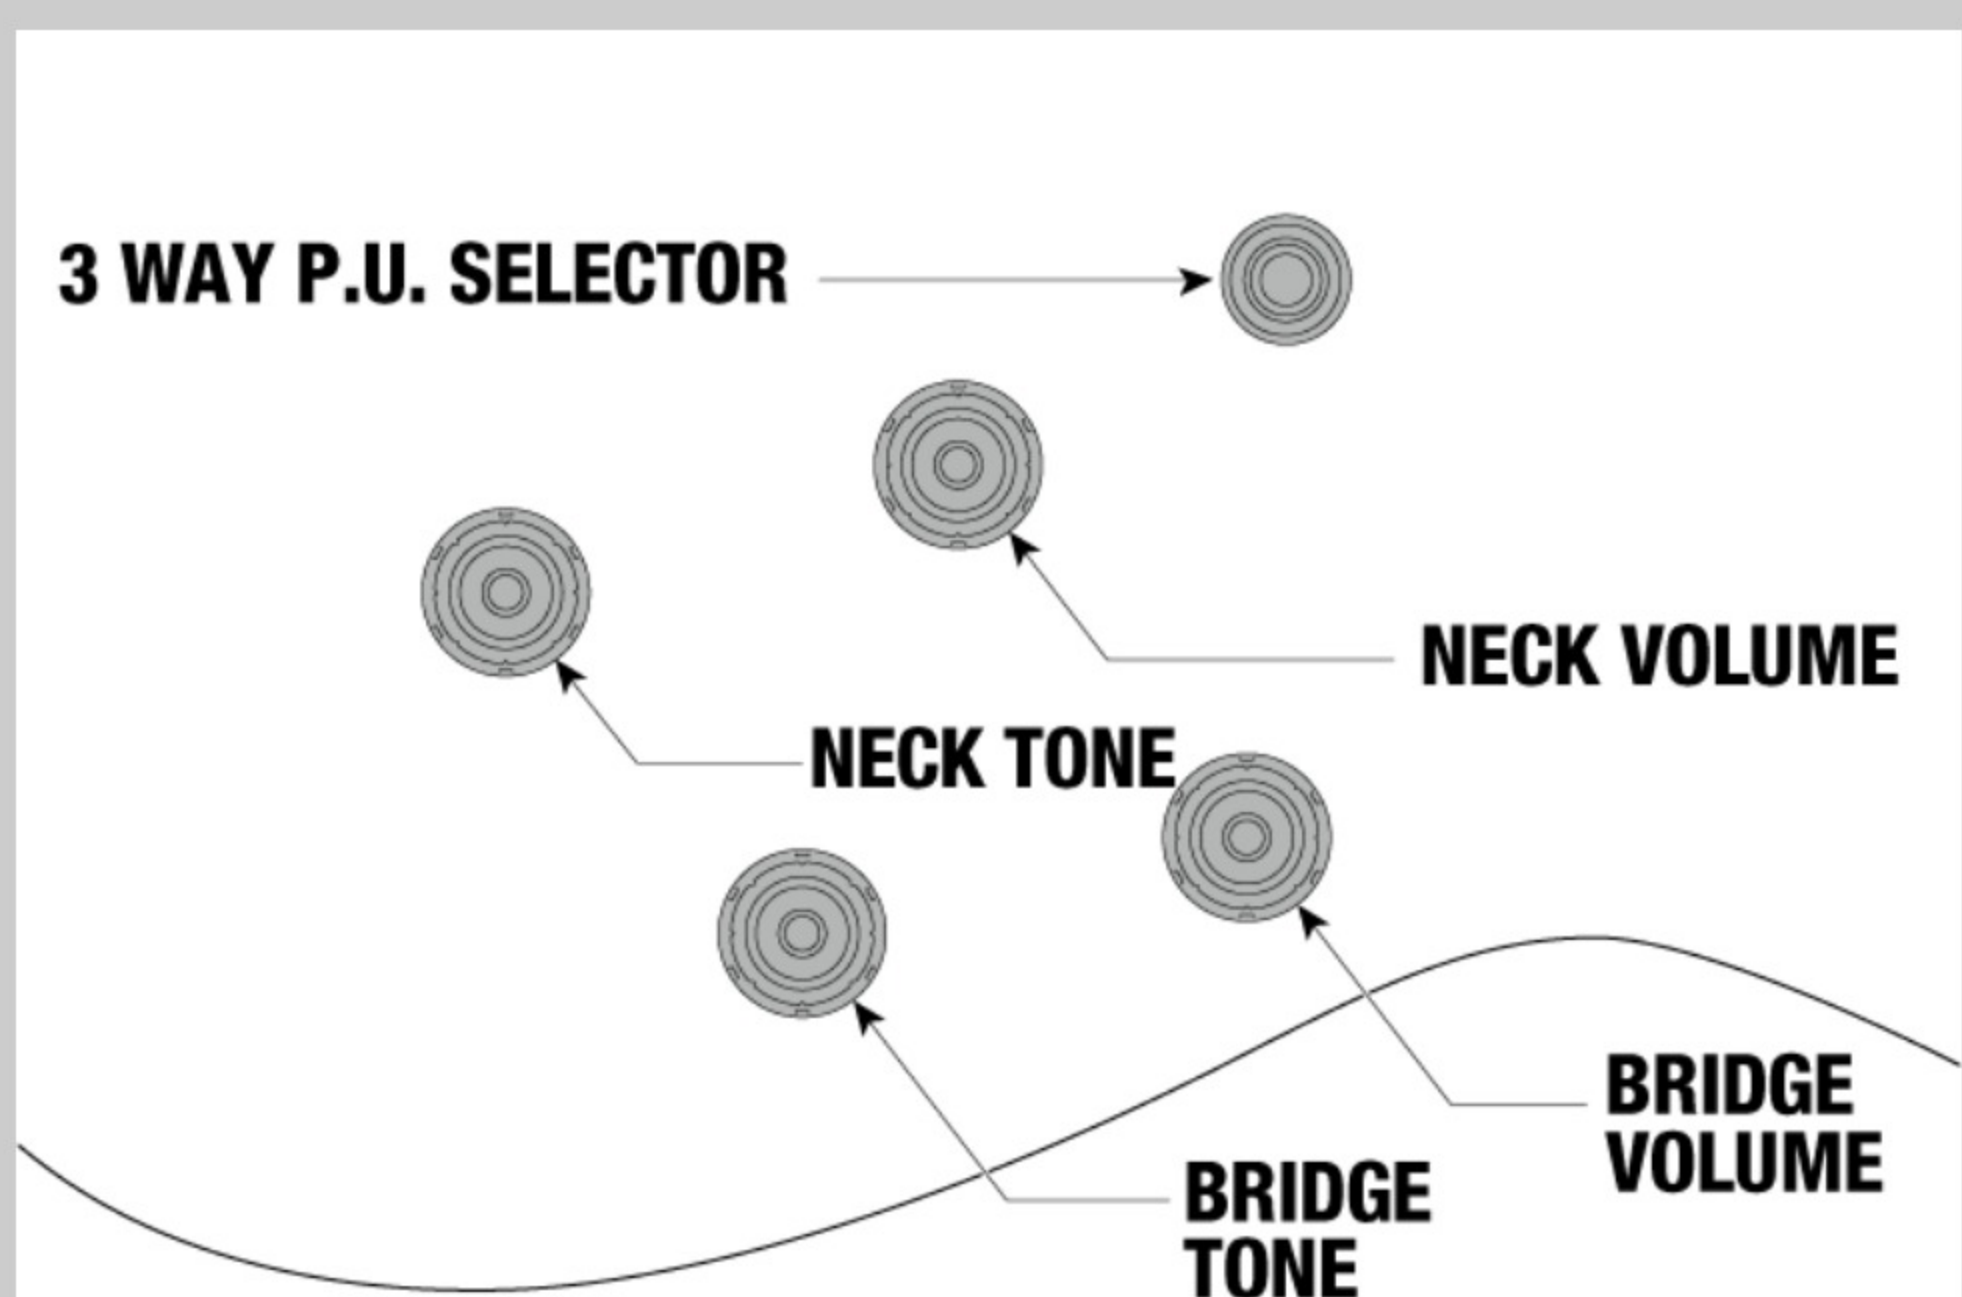 3 WAY P.U. SELECTOR
NECK VOLUME
NECK TONE
BRIDGE
VOLUME
BRIDGE
TONE